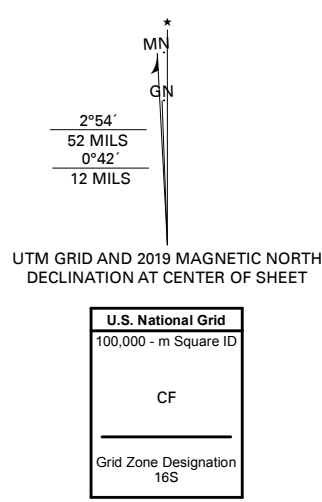 ★
MN
GN
2°54´
52 MILS
0°42´
12 MILS
UTM GRID AND 2019 MAGNETIC NORTH
DECLINATION AT CENTER OF SHEET
U.S. National Grid
100,000 - m Square ID
CF
Grid Zone Designation
16S